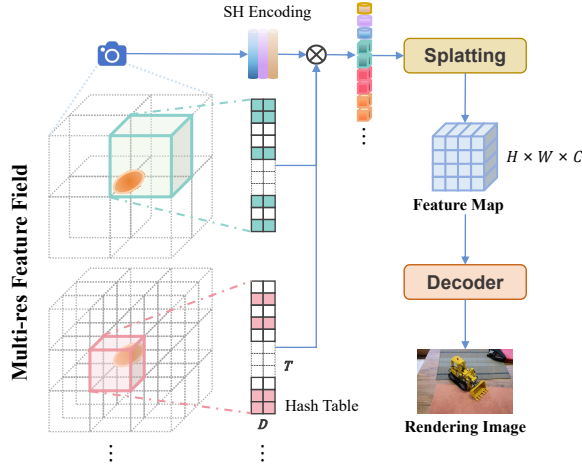 SH Encoding
Splatting
H × W × C
Feature Map
Multi-res Feature Field
Decoder
T
Hash Table
D
Rendering Image